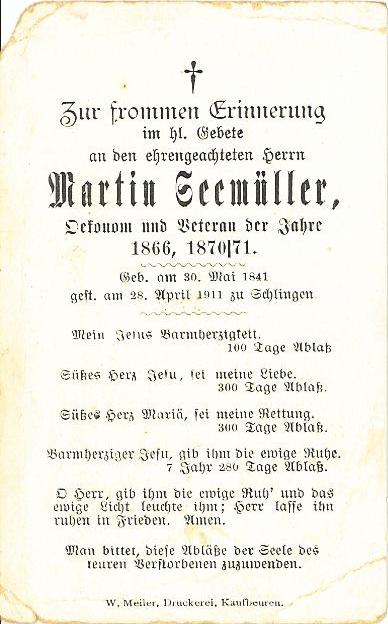 Zur frommen Erinnerung
im hl. Gebete
an den ehrengeachteten Herrn
Martin Seemüller,
Oekonom und Veteran der Jahre
1866, 1870|71.
Geb. am 30. Mai 1841
gest. am 28. April 1911 zu Schlingen
Mein Jesus Barmherzigkeit.
100 Tage Ablaß
Süßes Herz Jesu, sei meine Liebe.
300 Tage Ablaß.
Süßes Herz Mariä, sei meine Rettung.
300 Tage Ablaß.
Barmherziger Jesu, gib ihm die ewige Ruhe.
7 Jahr 280 Tage Ablaß.
O Herr, gib ihm die ewige Ruh' und das
ewige Licht leuchte ihm; Herr lasse ihn
ruhen in Frieden. Amen.
Man bittet, diese Abläße der Seele des
teuren Verstorbenen zuzuwenden.
W. Meiler, Druckerei, Kaufbeuren.